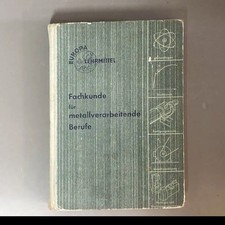 EUROPA
LEHRMITTEL
Fachkunde
für
metallverarbeitende
Berufe